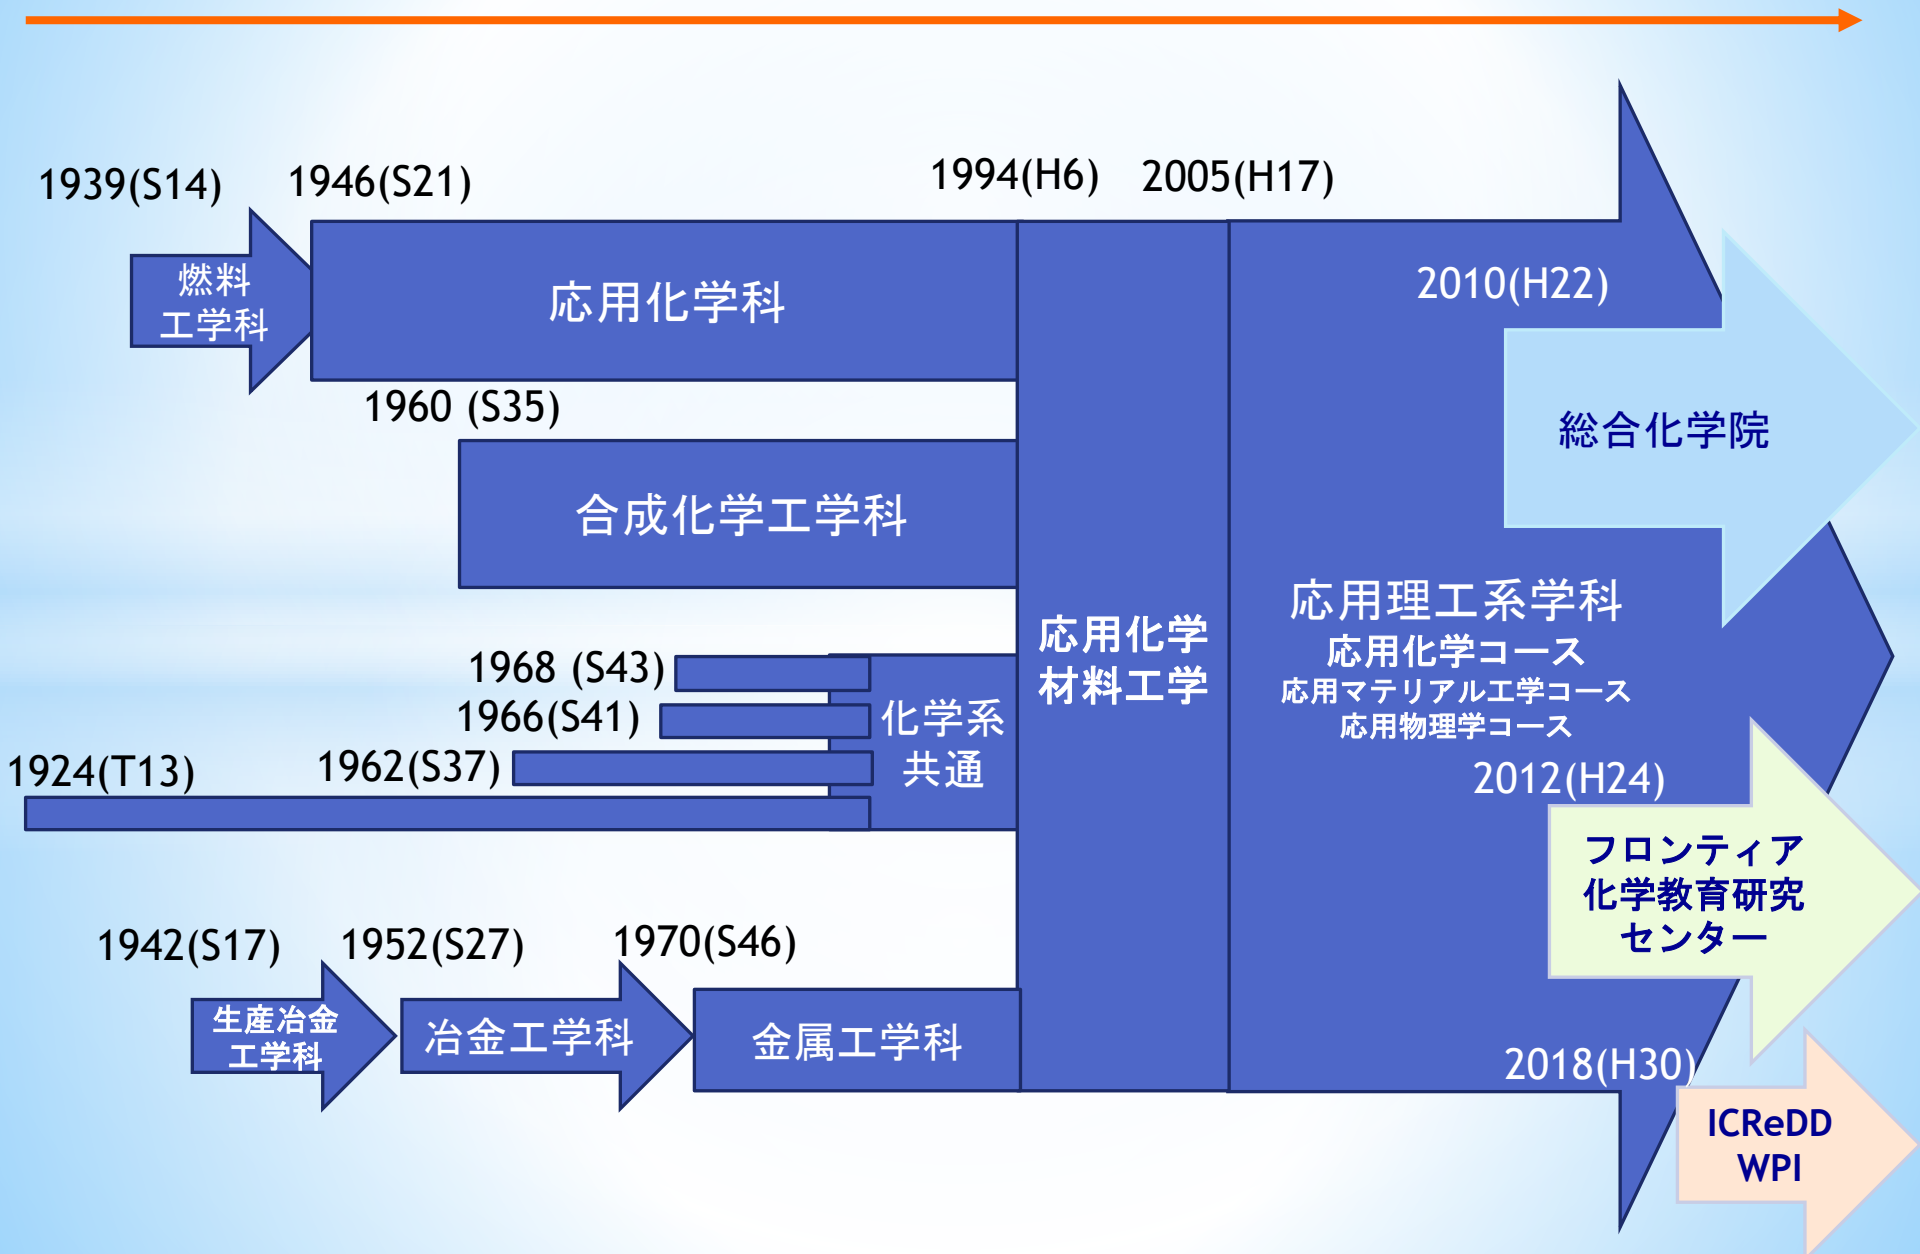 1939(S14)
1946(S21)
1994(H6)
2005(H17)
燃料
工学科
応用化学科
2010(H22)
総合化学院
1960 (S35)
合成化学工学科
応用化学
材料工学
応用理工系学科
応用化学コース
応用マテリアル工学コース
応用物理学コース
1968 (S43)
1966(S41)
1962(S37)
1924(T13)
化学系
共通
2012(H24)
フロンティア
化学教育研究
センター
1942(S17)
1952(S27)
1970(S46)
生産冶金
工学科
冶金工学科
金属工学科
2018(H30)
ICReDD
WPI